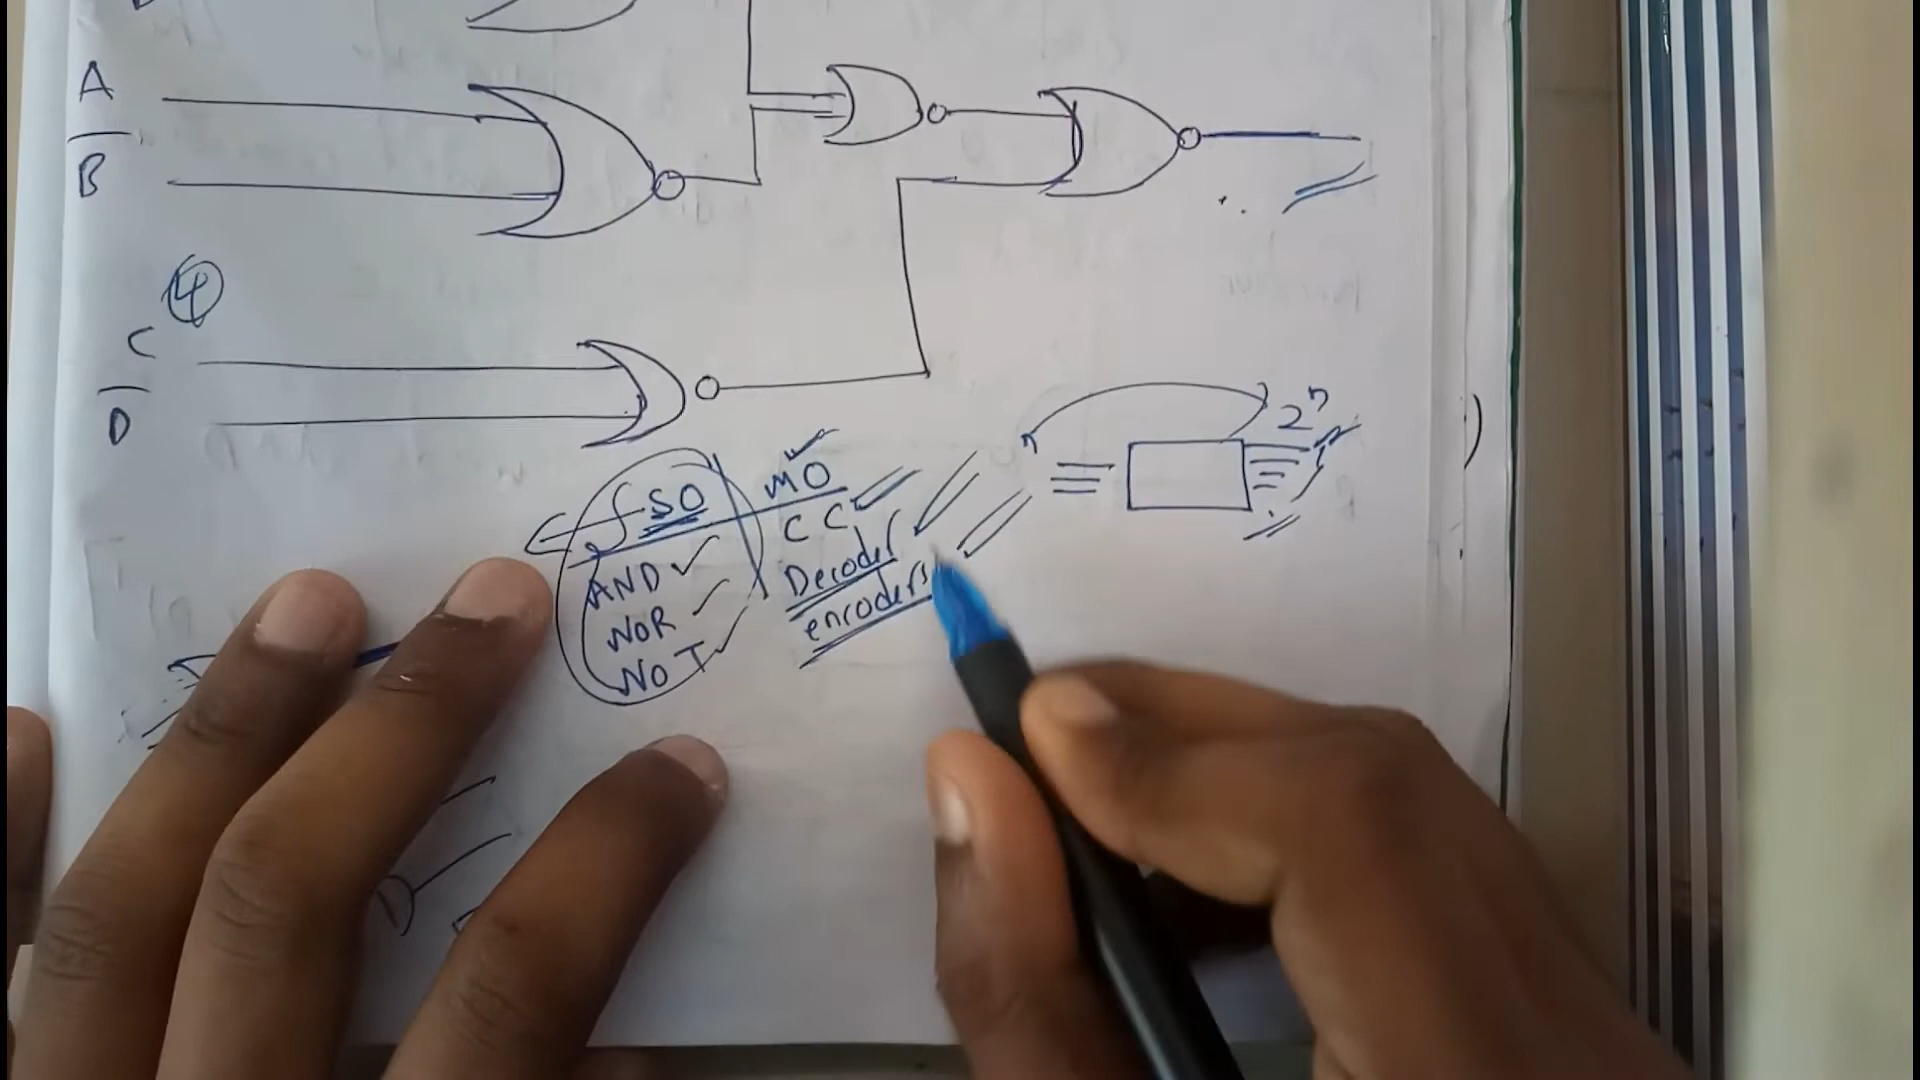 A
B
④
C
D
n 2ⁿ
SO MO
AND CC
NOR Decoder
NOT encoders